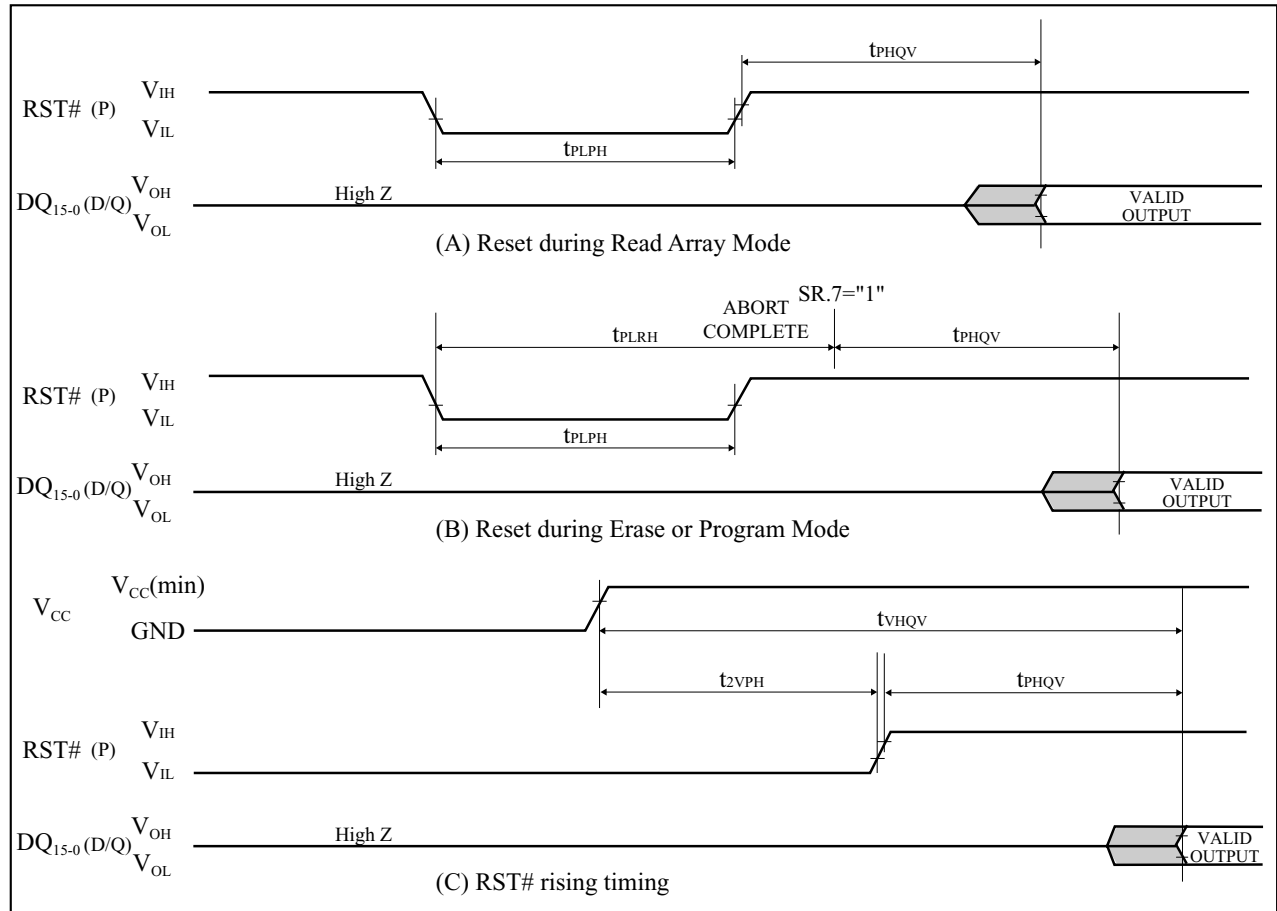 tPHQV
RST# (P)
VIH
VIL
tPLPH
DQ15-0 (D/Q)
VOH
VOL
High Z
VALID
OUTPUT
(A) Reset during Read Array Mode
SR.7="1"
ABORT
COMPLETE
tPLRH
tPHQV
RST# (P)
VIH
VIL
tPLPH
DQ15-0 (D/Q)
VOH
VOL
High Z
VALID
OUTPUT
(B) Reset during Erase or Program Mode
VCC
VCC(min)
GND
tVHQV
t2VPH
tPHQV
RST# (P)
VIH
VIL
DQ15-0 (D/Q)
VOH
VOL
High Z
VALID
OUTPUT
(C) RST# rising timing